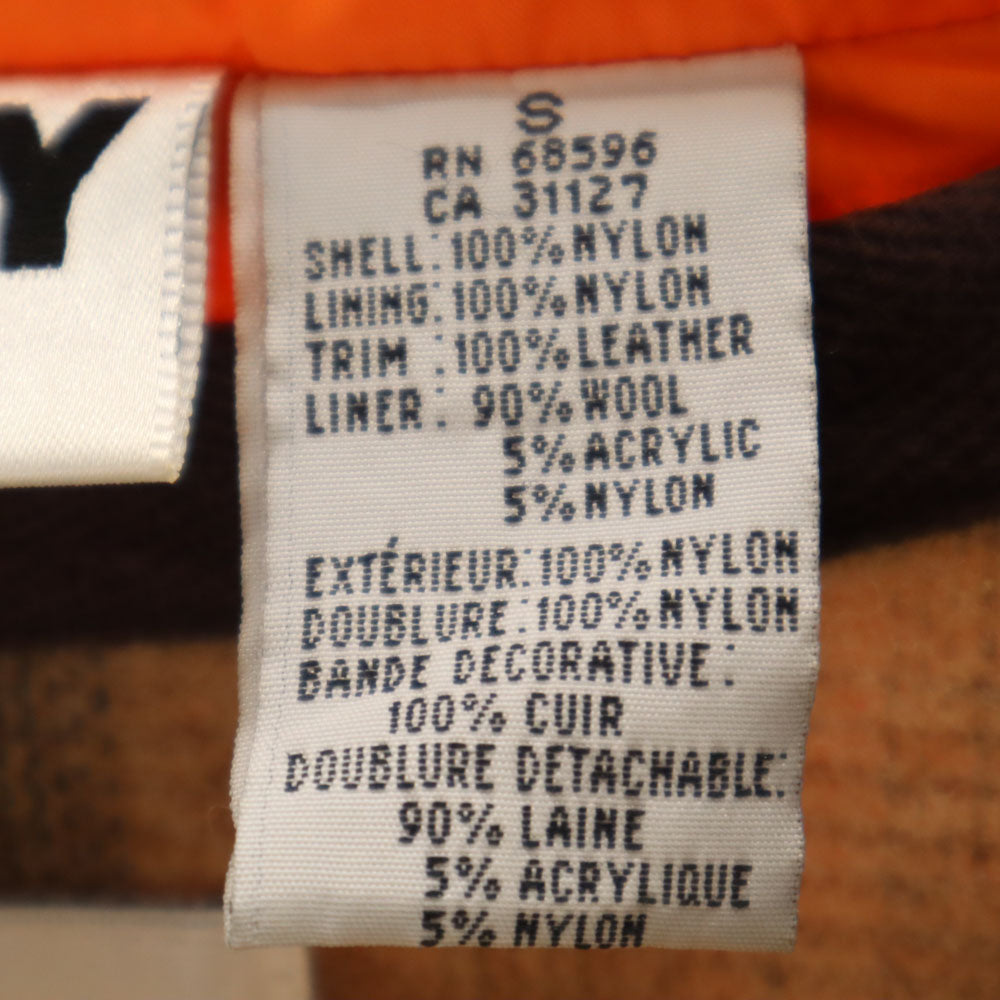 Y
S
RN 68596
CA 31127
SHELL: 100% NYLON
LINING: 100% NYLON
TRIM : 100% LEATHER
LINER: 90% WOOL
5% ACRYLIC
5% NYLON
EXTÉRIEUR: 100% NYLON
DOUBLURE: 100% NYLON
BANDE DECORATIVE:
100% CUIR
DOUBLURE DETACHABLE:
90% LAINE
5% ACRYLIQUE
5% NYLON